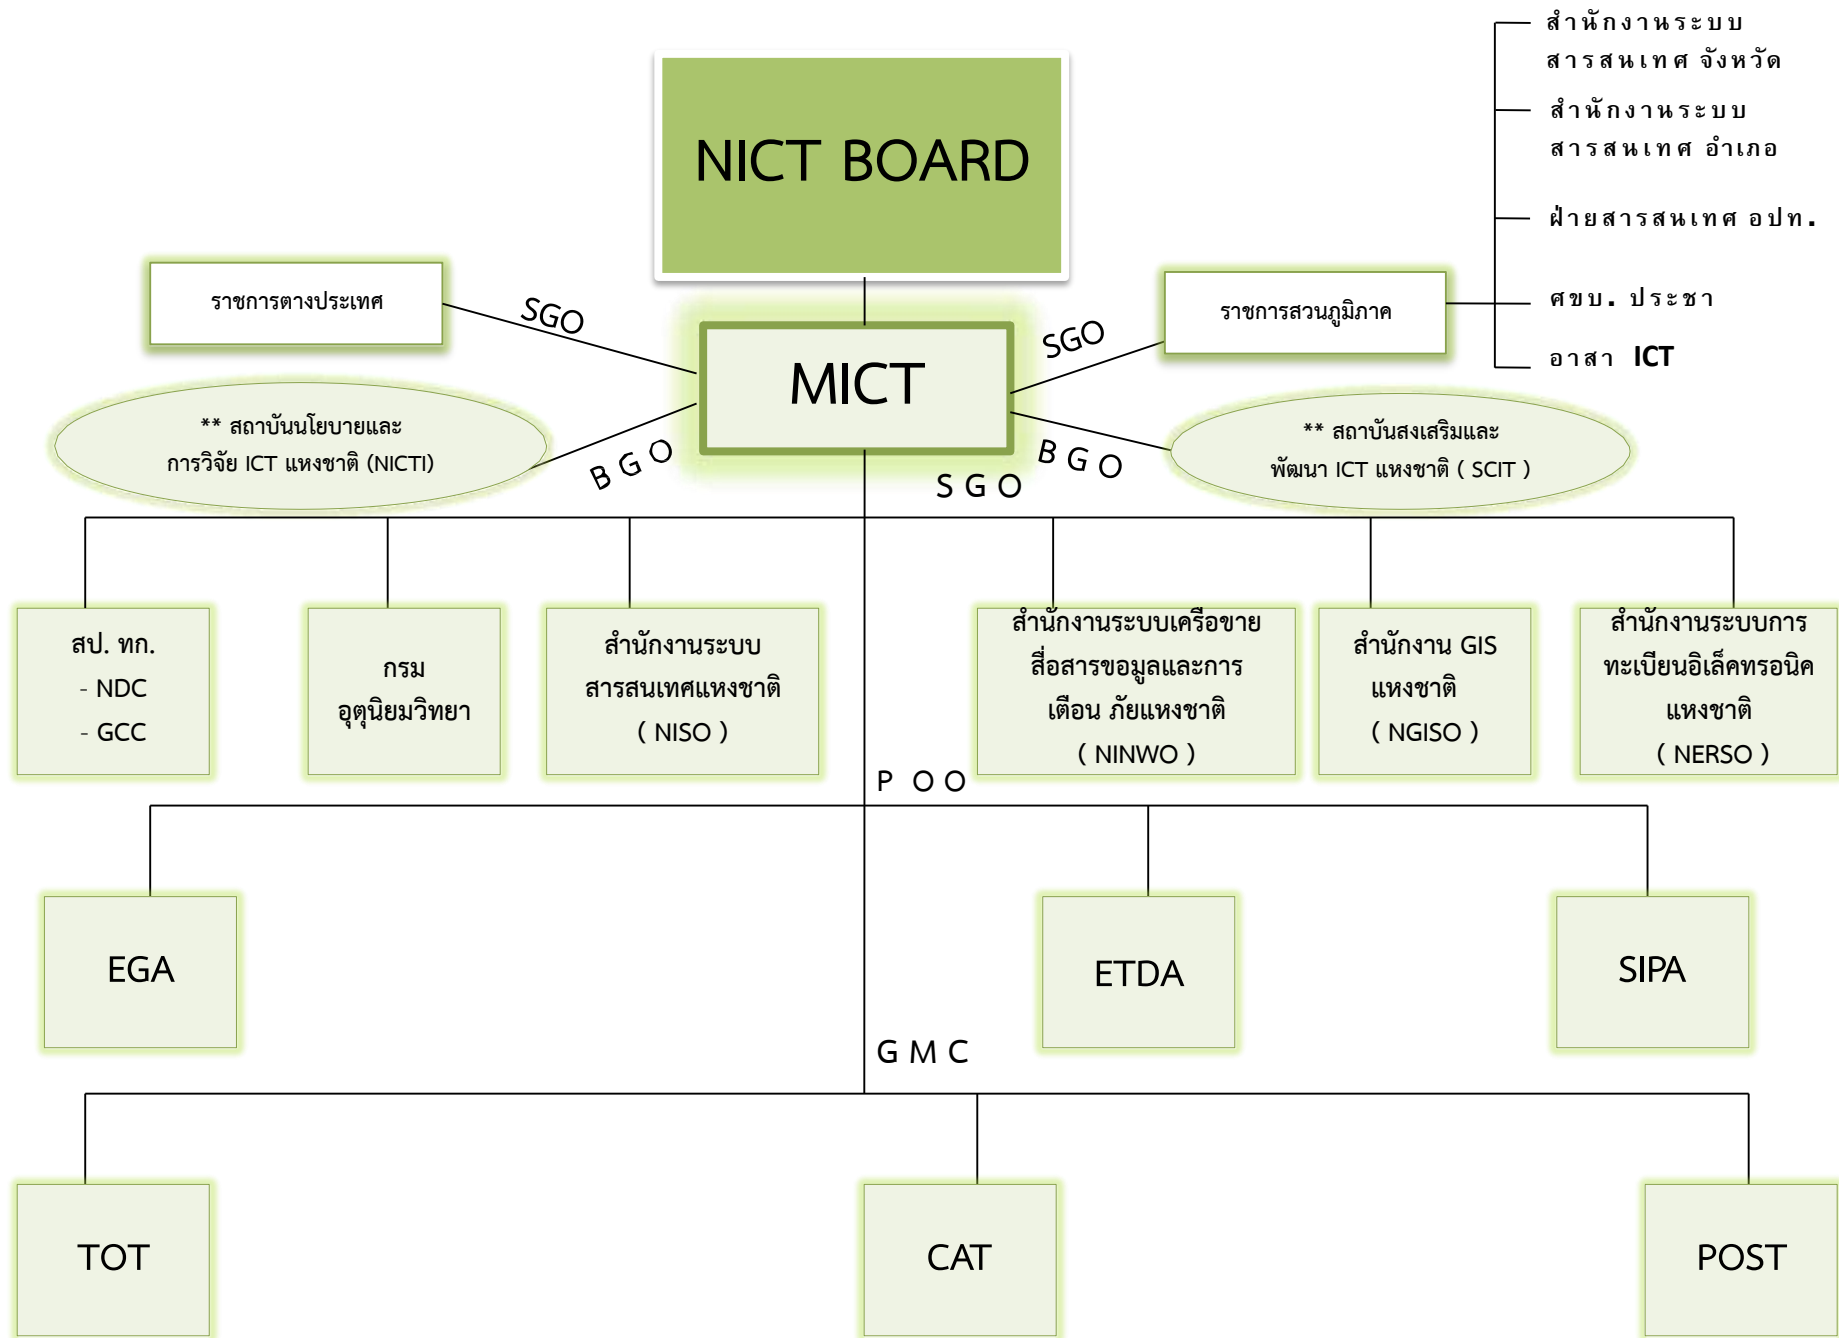 สำนักงานระบบ
สารสนเทศ จังหวัด
สำนักงานระบบ
สารสนเทศ อำเภอ
ฝ่ายสารสนเทศ อปท.
ศขบ. ประชา
อาสา ICT
NICT BOARD
ราชการตางประเทศ
SGO
MICT
SGO
ราชการสวนภูมิภาค
** สถาบันนโยบายและ
การวิจัย ICT แหงชาติ (NICTI)
BGO
BGO
** สถาบันสงเสริมและ
พัฒนา ICT แหงชาติ ( SCIT )
SGO
สป. ทก.
- NDC
- GCC
กรม
อุตุนิยมวิทยา
สำนักงานระบบ
สารสนเทศแหงชาติ
( NISO )
สำนักงานระบบเครือขาย
สื่อสารขอมูลและการ
เตือน ภัยแหงชาติ
( NINWO )
สำนักงาน GIS
แหงชาติ
( NGISO )
สำนักงานระบบการ
ทะเบียนอิเล็คทรอนิค
แหงชาติ
( NERSO )
P OO
EGA
ETDA
SIPA
GMC
TOT
CAT
POST